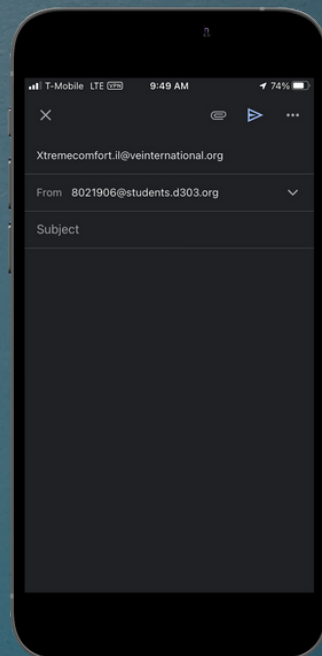 T-Mobile LTE VPN 9:49 AM 74%
Xtremecomfort.il@veinternational.org
From 8021906@students.d303.org
Subject